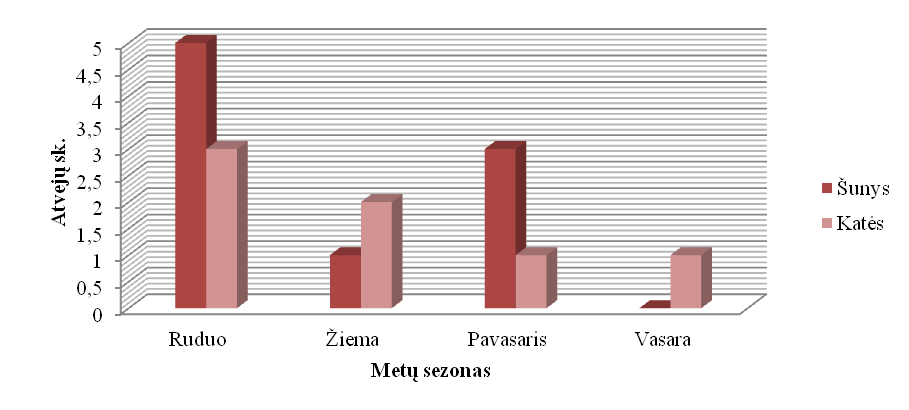 5
4,5
4
3,5
3
2,5
2
1,5
1
0,5
0
Atvejų sk.
Ruduo Žiema Pavasaris Vasara
Metų sezonas
Šunys
Katės